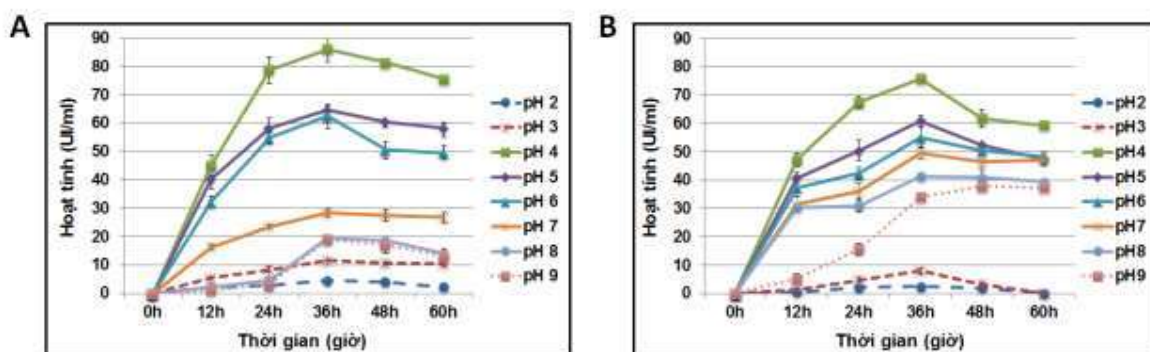 A
Hoạt tính (UI/ml)
90
80
70
60
50
40
30
20
10
0
0h 12h 24h 36h 48h 60h
Thời gian (giờ)
pH 2
pH 3
pH 4
pH 5
pH 6
pH 7
pH 8
pH 9
B
Hoạt tính (UI/ml)
90
80
70
60
50
40
30
20
10
0
0h 12h 24h 36h 48h 60h
Thời gian (giờ)
pH2
pH3
pH4
pH5
pH6
pH7
pH8
pH9